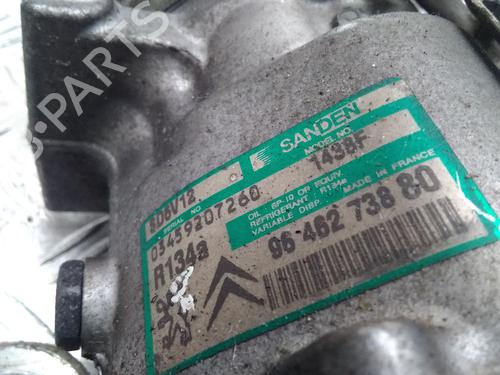 SANDEN
MODEL NO.
1438F
SD6V12
SERIAL NO.
03439207260
R134a
OIL SP-10 OR EQUIV.
REFRIGERANT R134a
VARIABLE DISP. MADE IN FRANCE
96 462 738 80
B-PARTS